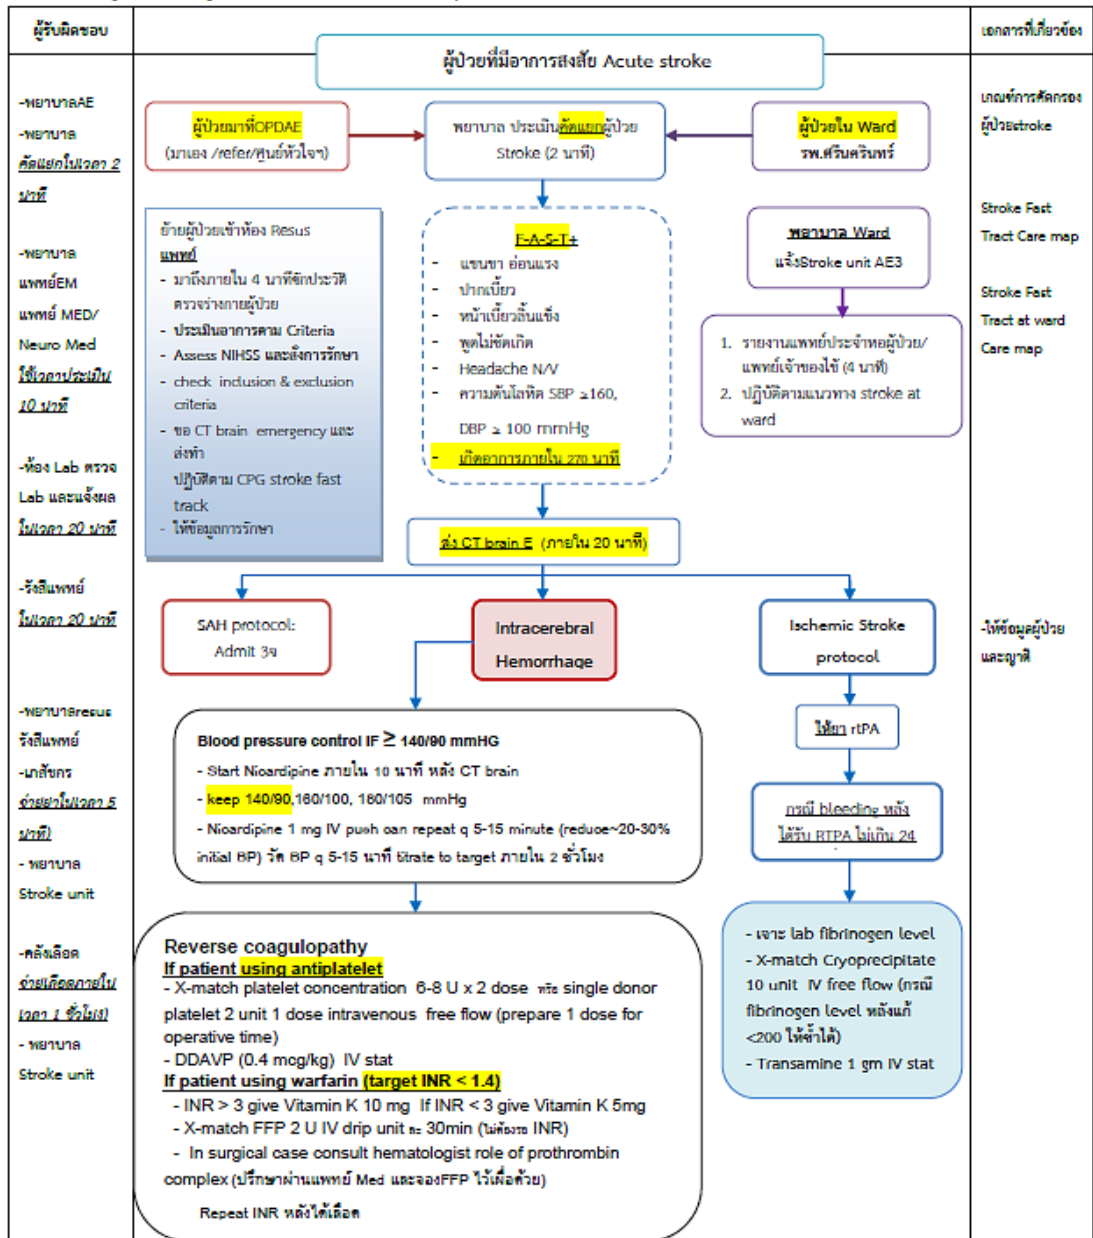 ผู้รับผิดชอบ
เอกสารที่เกี่ยวข้อง
ผู้ป่วยที่มีอาการสงสัย Acute stroke
-พยาบาลAE
-พยาบาล
คัดแยกในเวลา 2
นาที
-พยาบาล
แพทย์EM
แพทย์ MED/
Neuro Med
ใช้เวลาประเมิน
10 นาที
-ห้อง Lab ตรวจ
Lab และแจ้งผล
ในเวลา 20 นาที
-รังสีแพทย์
ในเวลา 20 นาที
-พยาบาลresus
รังสีแพทย์
-เภสัชกร
จ่ายยาในเวลา 5
นาที)
- พยาบาล
Stroke unit
-คลังเลือด
จ่ายเลือดภายใน
เวลา 1 ชั่วโมง)
- พยาบาล
Stroke unit
ผู้ป่วยมาที่OPDAE
(มาเอง /refer/ศูนย์หัวใจฯ)
พยาบาล ประเมินคัดแยกผู้ป่วย
Stroke (2 นาที)
ผู้ป่วยใน Ward
รพ.ศรีนครินทร์
ย้ายผู้ป่วยเข้าห้อง Resus
แพทย์
- มาถึงภายใน 4 นาทีซักประวัติ
ตรวจร่างกายผู้ป่วย
- ประเมินอาการตาม Criteria
- Assess NIHSS และสั่งการรักษา
- check inclusion & exclusion
criteria
- ขอ CT brain emergency และ
ส่งทำ
ปฏิบัติตาม CPG stroke fast
track
- ให้ข้อมูลการรักษา
F-A-S-T+
- แขนขา อ่อนแรง
- ปากเบี้ยว
- หน้าเบี้ยวลิ้นแข็ง
- พูดไม่ชัดเกิด
- Headache N/V
- ความดันโลหิต SBP ≥160,
DBP ≥ 100 mmHg
- เกิดอาการภายใน 270 นาที
พยาบาล Ward
แจ้งStroke unit AE3
1. รายงานแพทย์ประจำหอผู้ป่วย/
แพทย์เจ้าของไข้ (4 นาที)
2. ปฏิบัติตามแนวทาง stroke at
ward
ส่ง CT brain E (ภายใน 20 นาที)
SAH protocol:
Admit 3จ
Intracerebral
Hemorrhage
Ischemic Stroke
protocol
Blood pressure control IF ≥ 140/90 mmHG
- Start Nicardipine ภายใน 10 นาที หลัง CT brain
- keep 140/90,160/100, 180/105 mmHg
- Nicardipine 1 mg IV push can repeat q 5-15 minute (reduce~20-30%
initial BP) วัด BP q 5-15 นาที titrate to target ภายใน 2 ชั่วโมง
ให้ยา rtPA
กรณี bleeding หลัง
ได้รับ RTPA ไม่เกิน 24
Reverse coagulopathy
If patient using antiplatelet
- X-match platelet concentration 6-8 U x 2 dose หรือ single donor
platelet 2 unit 1 dose intravenous free flow (prepare 1 dose for
operative time)
- DDAVP (0.4 mcg/kg) IV stat
If patient using warfarin (target INR < 1.4)
- INR > 3 give Vitamin K 10 mg If INR < 3 give Vitamin K 5mg
- X-match FFP 2 U IV drip unit ละ 30min (ไม่ต้องรอ INR)
- In surgical case consult hematologist role of prothrombin
complex (ปรึกษาผ่านแพทย์ Med และจองFFP ไว้เผื่อด้วย)
Repeat INR หลังได้เลือด
- เจาะ lab fibrinogen level
- X-match Cryoprecipitate
10 unit IV free flow (กรณี
fibrinogen level หลังแก้
<200 ให้ซ้ำได้)
- Transamine 1 gm IV stat
เกณฑ์การคัดกรอง
ผู้ป่วยstroke
Stroke Fast
Tract Care map
Stroke Fast
Tract at ward
Care map
-ให้ข้อมูลผู้ป่วย
และญาติ